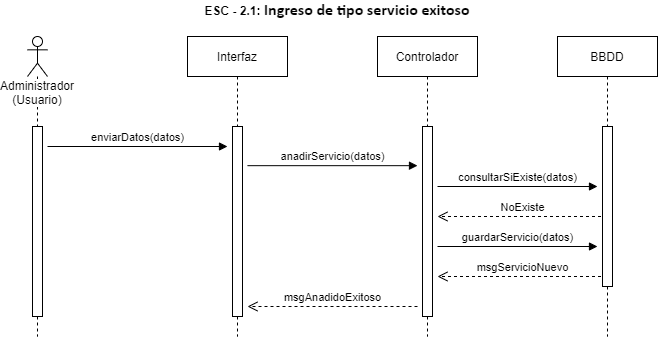 ESC - 2.1: Ingreso de tipo servicio exitoso
Administrador
(Usuario)
Interfaz
Controlador
BBDD
enviarDatos(datos)
anadirServicio(datos)
consultarSiExiste(datos)
NoExiste
guardarServicio(datos)
msgServicioNuevo
msgAnadidoExitoso